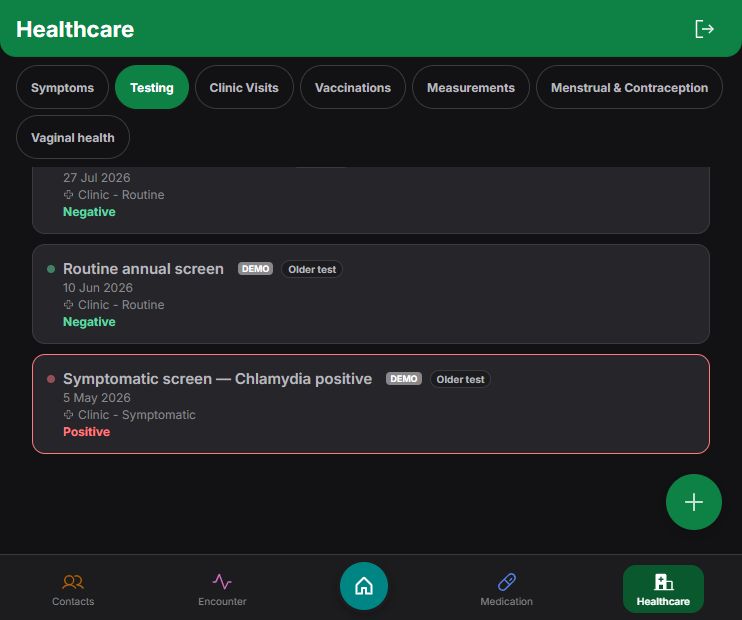 Healthcare
Symptoms
Testing
Clinic Visits
Vaccinations
Measurements
Menstrual & Contraception
Vaginal health
27 Jul 2026
Clinic - Routine
Negative
Routine annual screen DEMO Older test
10 Jun 2026
Clinic - Routine
Negative
Symptomatic screen — Chlamydia positive DEMO Older test
5 May 2026
Clinic - Symptomatic
Positive
Contacts
Encounter
Medication
Healthcare